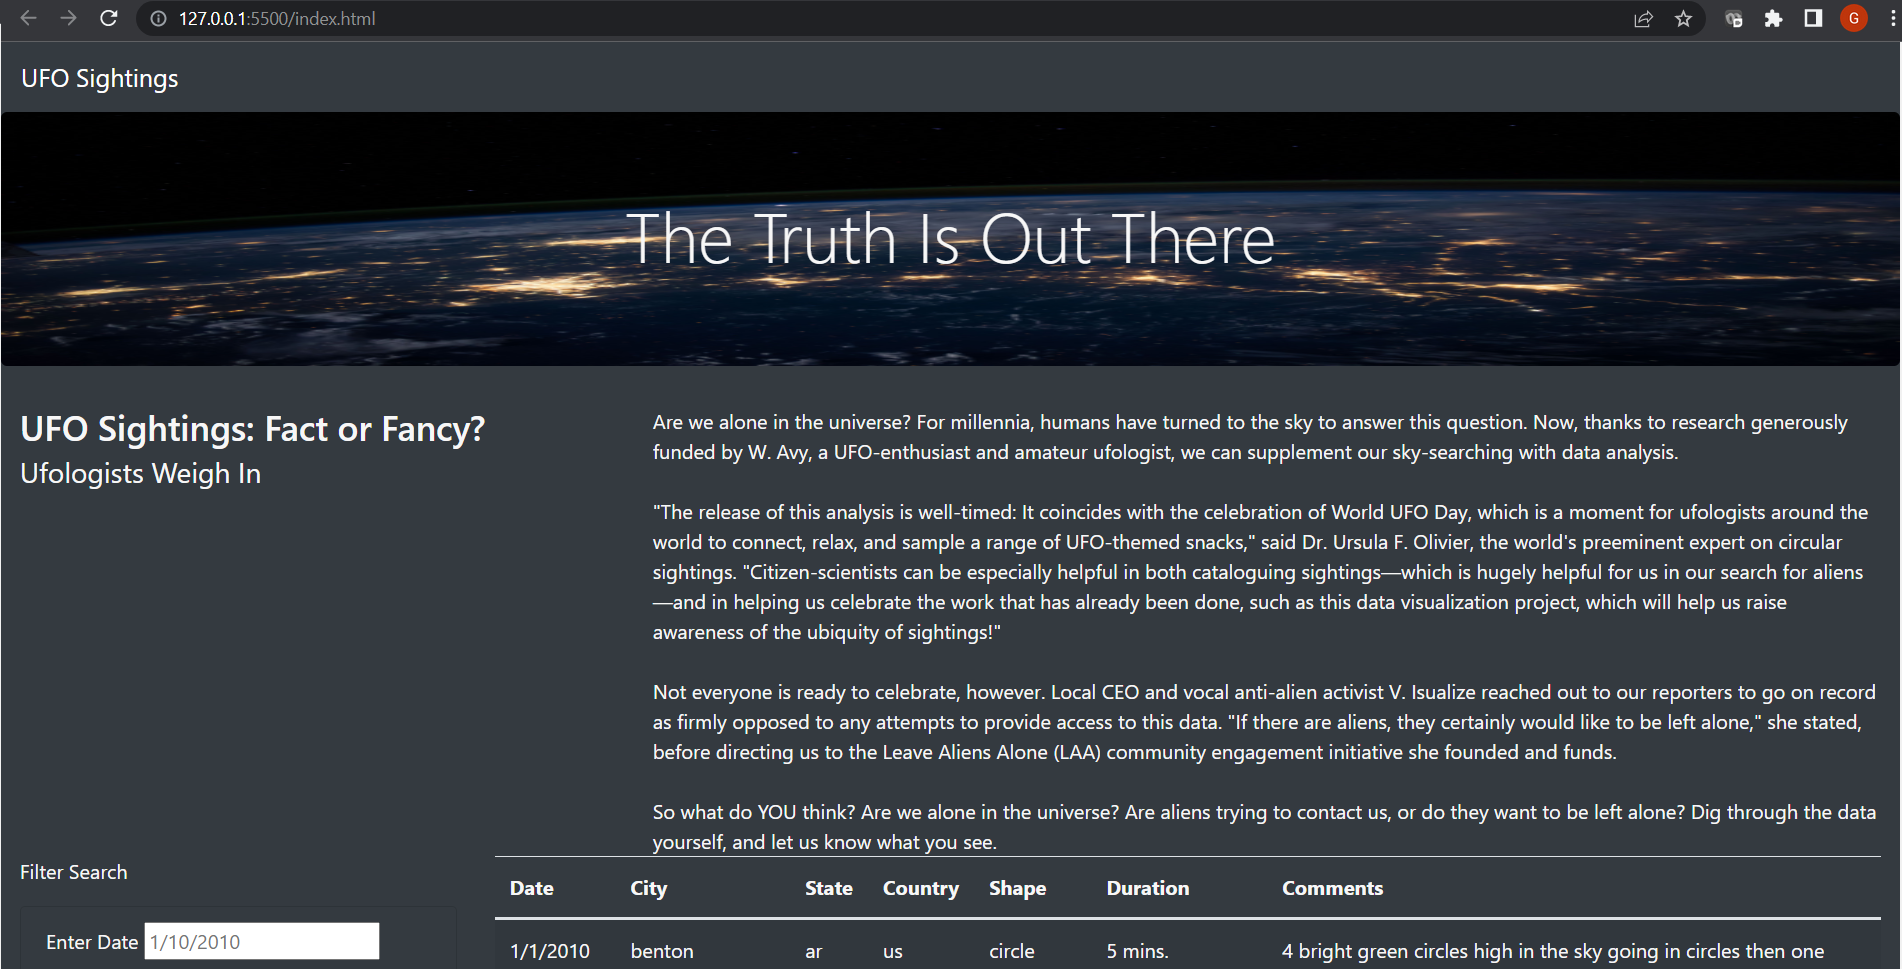 127.0.0.1:5500/index.html
G
UFO Sightings
The Truth Is Out There
UFO Sightings: Fact or Fancy?
Ufologists Weigh In
Are we alone in the universe? For millennia, humans have turned to the sky to answer this question. Now, thanks to research generously
funded by W. Avy, a UFO-enthusiast and amateur ufologist, we can supplement our sky-searching with data analysis.
"The release of this analysis is well-timed: It coincides with the celebration of World UFO Day, which is a moment for ufologists around the
world to connect, relax, and sample a range of UFO-themed snacks," said Dr. Ursula F. Olivier, the world's preeminent expert on circular
sightings. "Citizen-scientists can be especially helpful in both cataloguing sightings—which is hugely helpful for us in our search for aliens
—and in helping us celebrate the work that has already been done, such as this data visualization project, which will help us raise
awareness of the ubiquity of sightings!"
Not everyone is ready to celebrate, however. Local CEO and vocal anti-alien activist V. Isualize reached out to our reporters to go on record
as firmly opposed to any attempts to provide access to this data. "If there are aliens, they certainly would like to be left alone," she stated,
before directing us to the Leave Aliens Alone (LAA) community engagement initiative she founded and funds.
So what do YOU think? Are we alone in the universe? Are aliens trying to contact us, or do they want to be left alone? Dig through the data
yourself, and let us know what you see.
Filter Search
Enter Date 1/10/2010
Date City State Country Shape Duration Comments
1/1/2010 benton ar us circle 5 mins. 4 bright green circles high in the sky going in circles then one